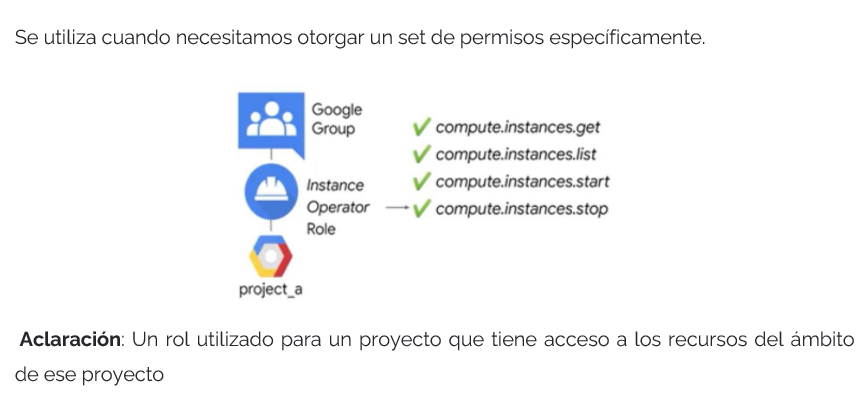 Se utiliza cuando necesitamos otorgar un set de permisos específicamente.
Google
Group
Instance
Operator
Role
project_a
✔ compute.instances.get
✔ compute.instances.list
✔ compute.instances.start
✔ compute.instances.stop
Aclaración: Un rol utilizado para un proyecto que tiene acceso a los recursos del ámbito
de ese proyecto